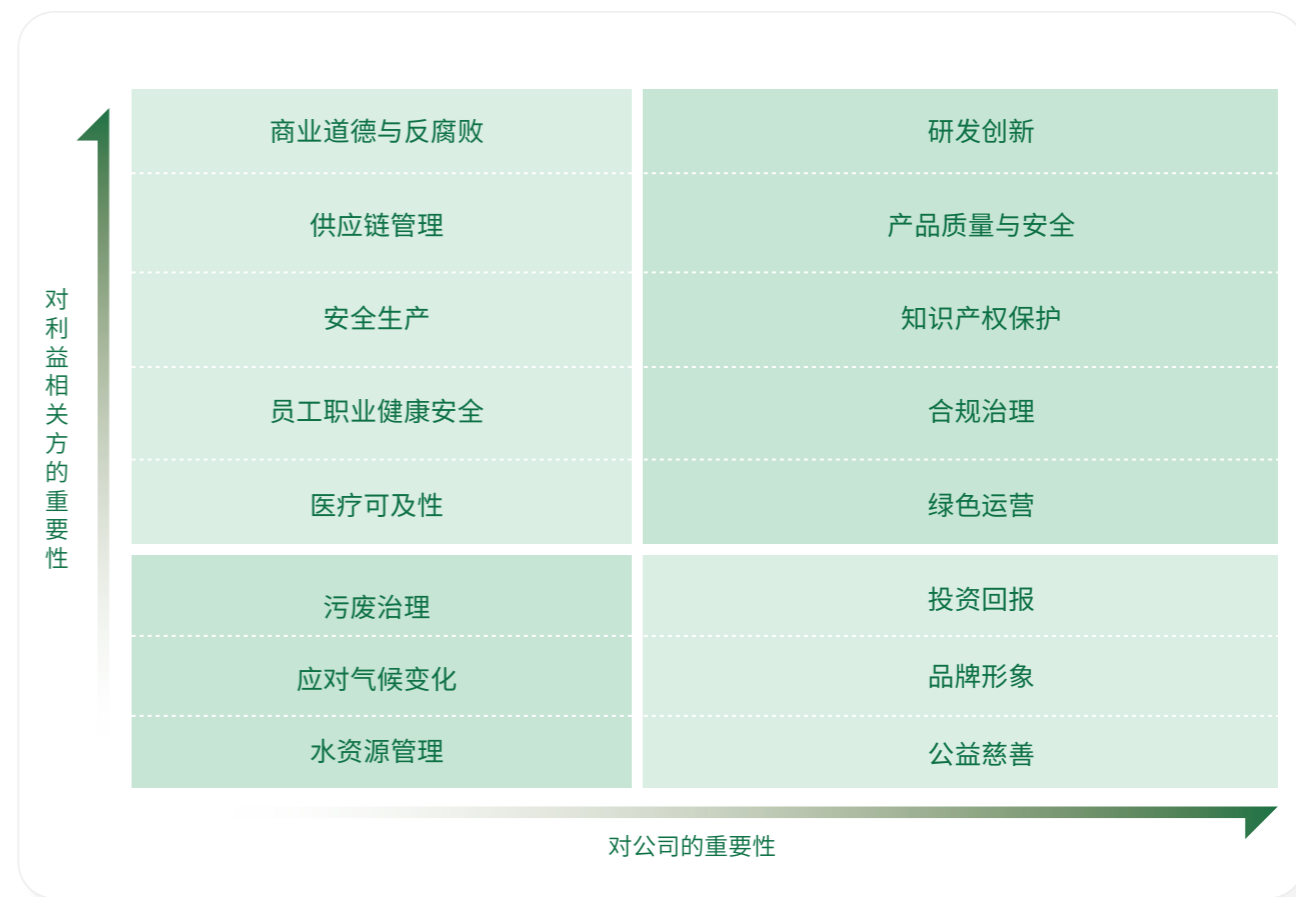 对利益相关方的重要性
商业道德与反腐败
研发创新
供应链管理
产品质量与安全
安全生产
知识产权保护
员工职业健康安全
合规治理
医疗可及性
绿色运营
污废治理
投资回报
应对气候变化
品牌形象
水资源管理
公益慈善
对公司的重要性